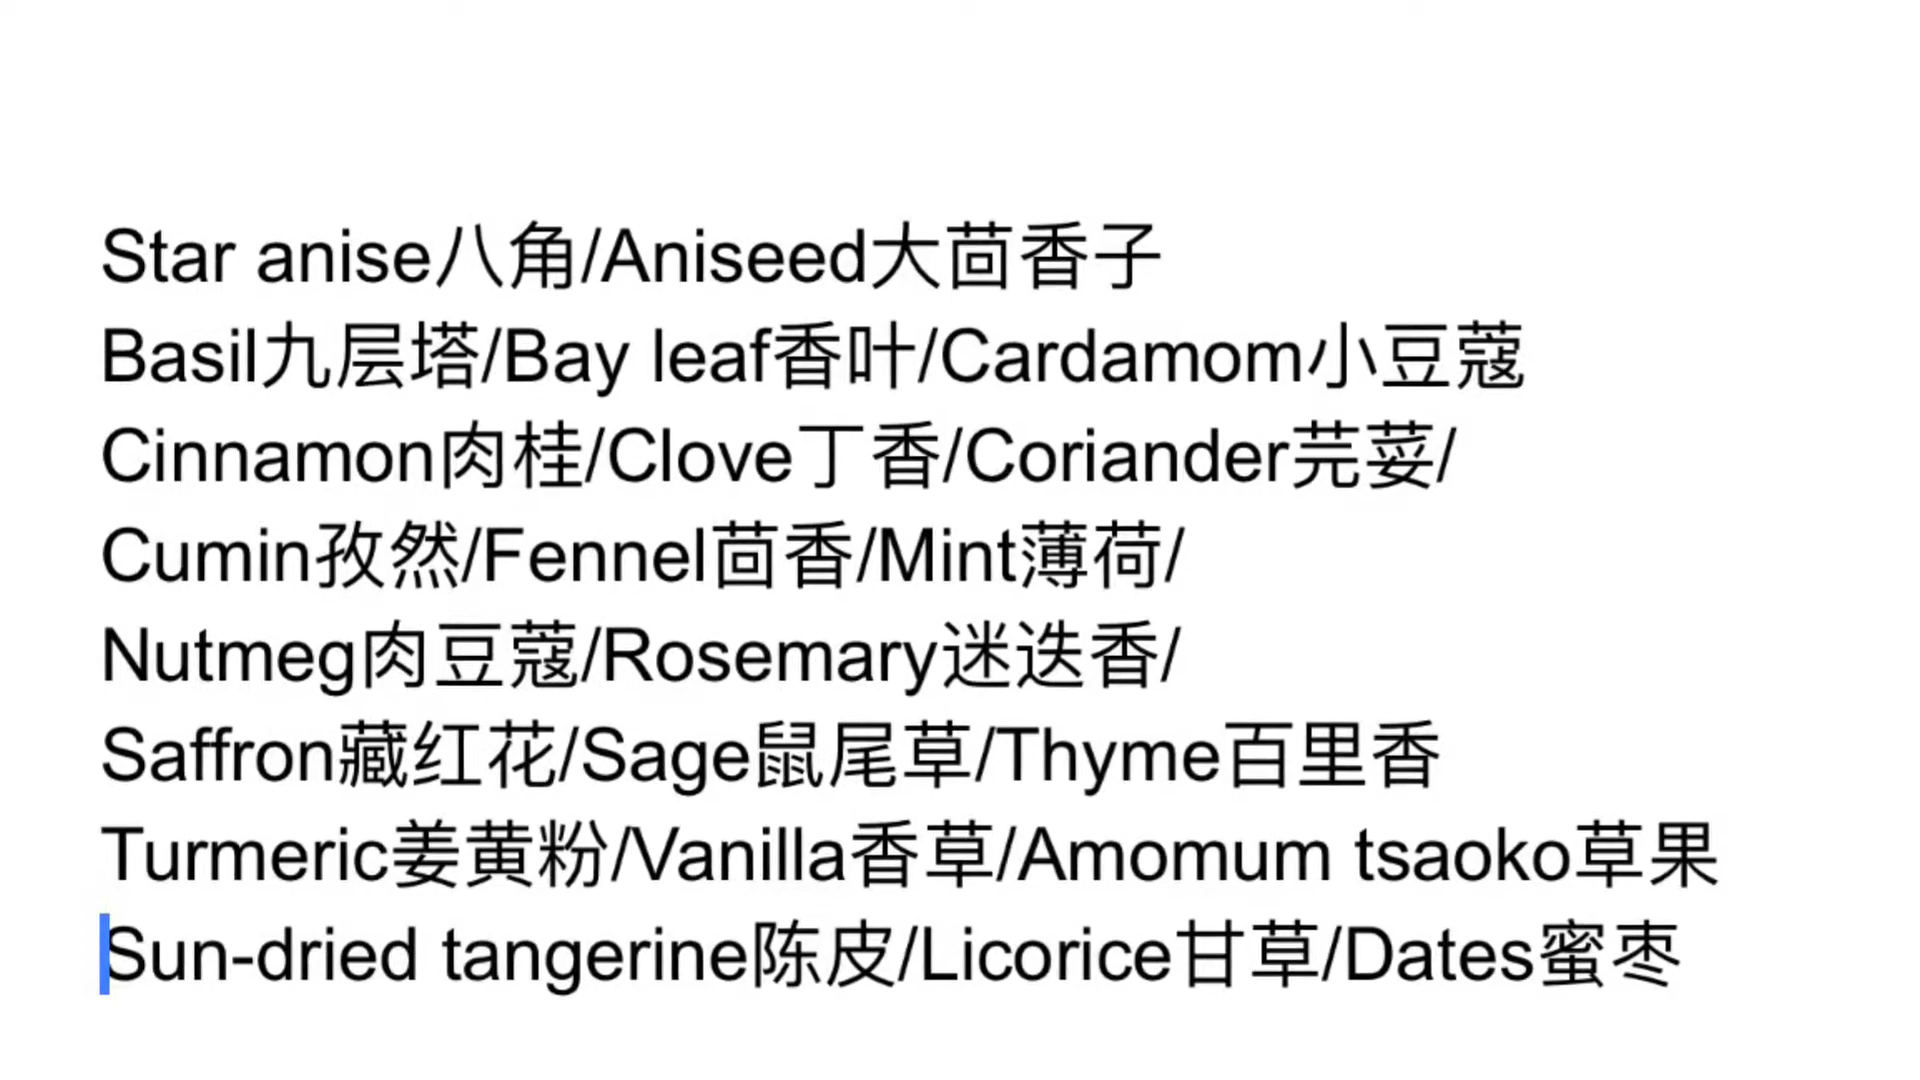 Star anise八角/Aniseed大茴香子
Basil九层塔/Bay leaf香叶/Cardamom小豆蔻
Cinnamon肉桂/Clove丁香/Coriander芫荽/
Cumin孜然/Fennel茴香/Mint薄荷/
Nutmeg肉豆蔻/Rosemary迷迭香/
Saffron藏红花/Sage鼠尾草/Thyme百里香
Turmeric姜黄粉/Vanilla香草/Amomum tsaoko草果
Sun-dried tangerine陈皮/Licorice甘草/Dates蜜枣